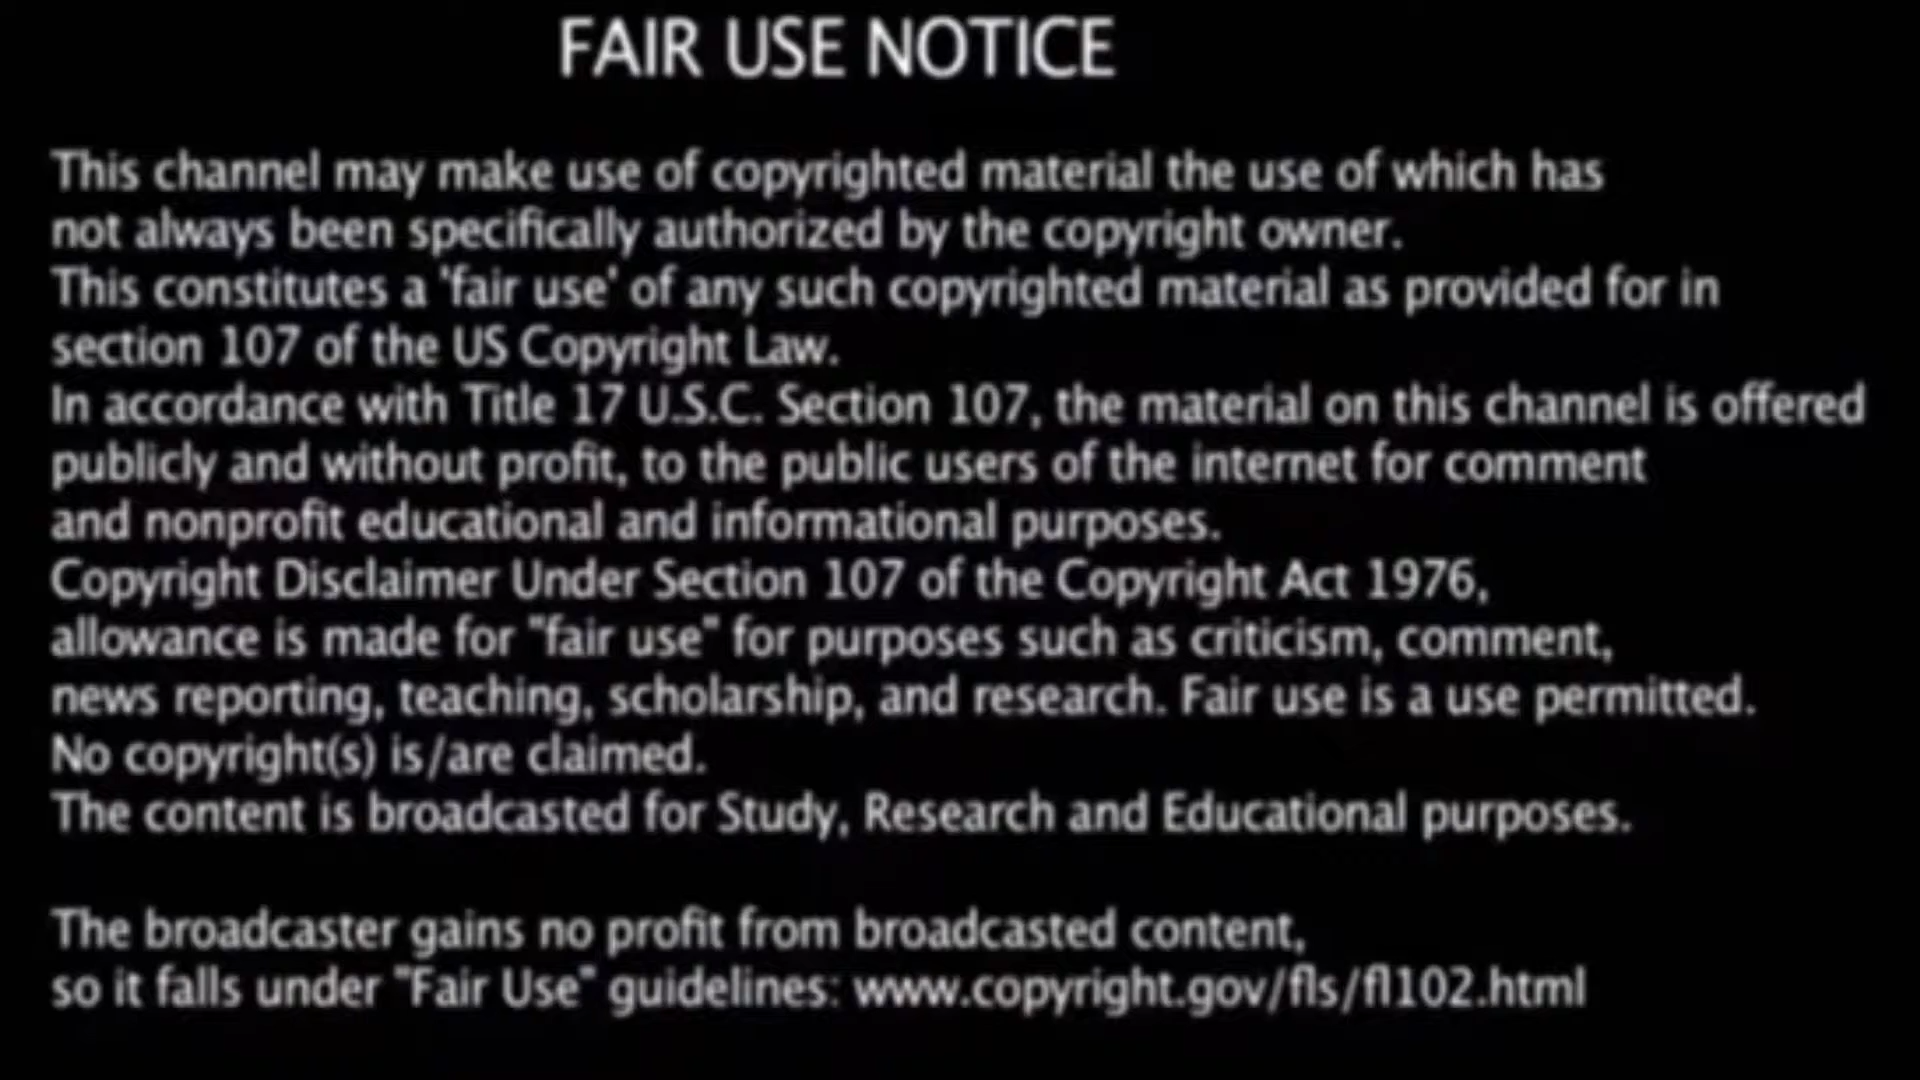 FAIR USE NOTICE
This channel may make use of copyrighted material the use of which has
not always been specifically authorized by the copyright owner.
This constitutes a 'fair use' of any such copyrighted material as provided for in
section 107 of the US Copyright Law.
In accordance with Title 17 U.S.C. Section 107, the material on this channel is offered
publicly and without profit, to the public users of the internet for comment
and nonprofit educational and informational purposes.
Copyright Disclaimer Under Section 107 of the Copyright Act 1976,
allowance is made for "fair use" for purposes such as criticism, comment,
news reporting, teaching, scholarship, and research. Fair use is a use permitted.
No copyright(s) is/are claimed.
The content is broadcasted for Study, Research and Educational purposes.
The broadcaster gains no profit from broadcasted content,
so it falls under "Fair Use" guidelines: www.copyright.gov/fls/fl102.html